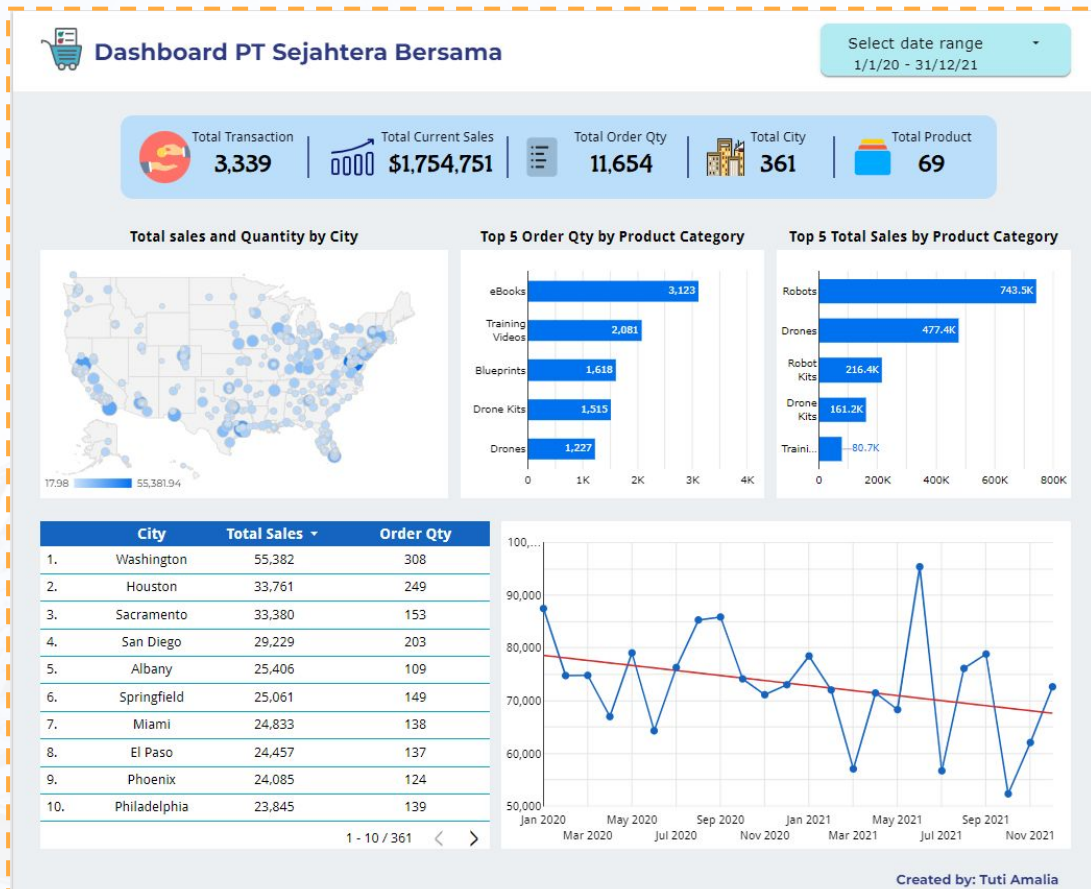 Dashboard PT Sejahtera Bersama
Select date range
1/1/20 - 31/12/21
Total Transaction
3,339
Total Current Sales
$1,754,751
Total Order Qty
11,654
Total City
361
Total Product
69
Total sales and Quantity by City
17.98
55,381.94
Top 5 Order Qty by Product Category
eBooks
3,123
Training
Videos
2,081
Blueprints
1,618
Drone Kits
1,515
Drones
1,227
0 1K 2K 3K 4K
Top 5 Total Sales by Product Category
Robots
743.5K
Drones
477.4K
Robot
Kits
216.4K
Drone
Kits
161.2K
Traini...
80.7K
0 200K 400K 600K 800K
City Total Sales Order Qty
1. Washington 55,382 308
2. Houston 33,761 249
3. Sacramento 33,380 153
4. San Diego 29,229 203
5. Albany 25,406 109
6. Springfield 25,061 149
7. Miami 24,833 138
8. El Paso 24,457 137
9. Phoenix 24,085 124
10. Philadelphia 23,845 139
1 - 10 / 361
100,...
90,000
80,000
70,000
60,000
50,000
Jan 2020 May 2020 Sep 2020 Jan 2021 May 2021 Sep 2021
Mar 2020 Jul 2020 Nov 2020 Mar 2021 Jul 2021 Nov 2021
Created by: Tuti Amalia